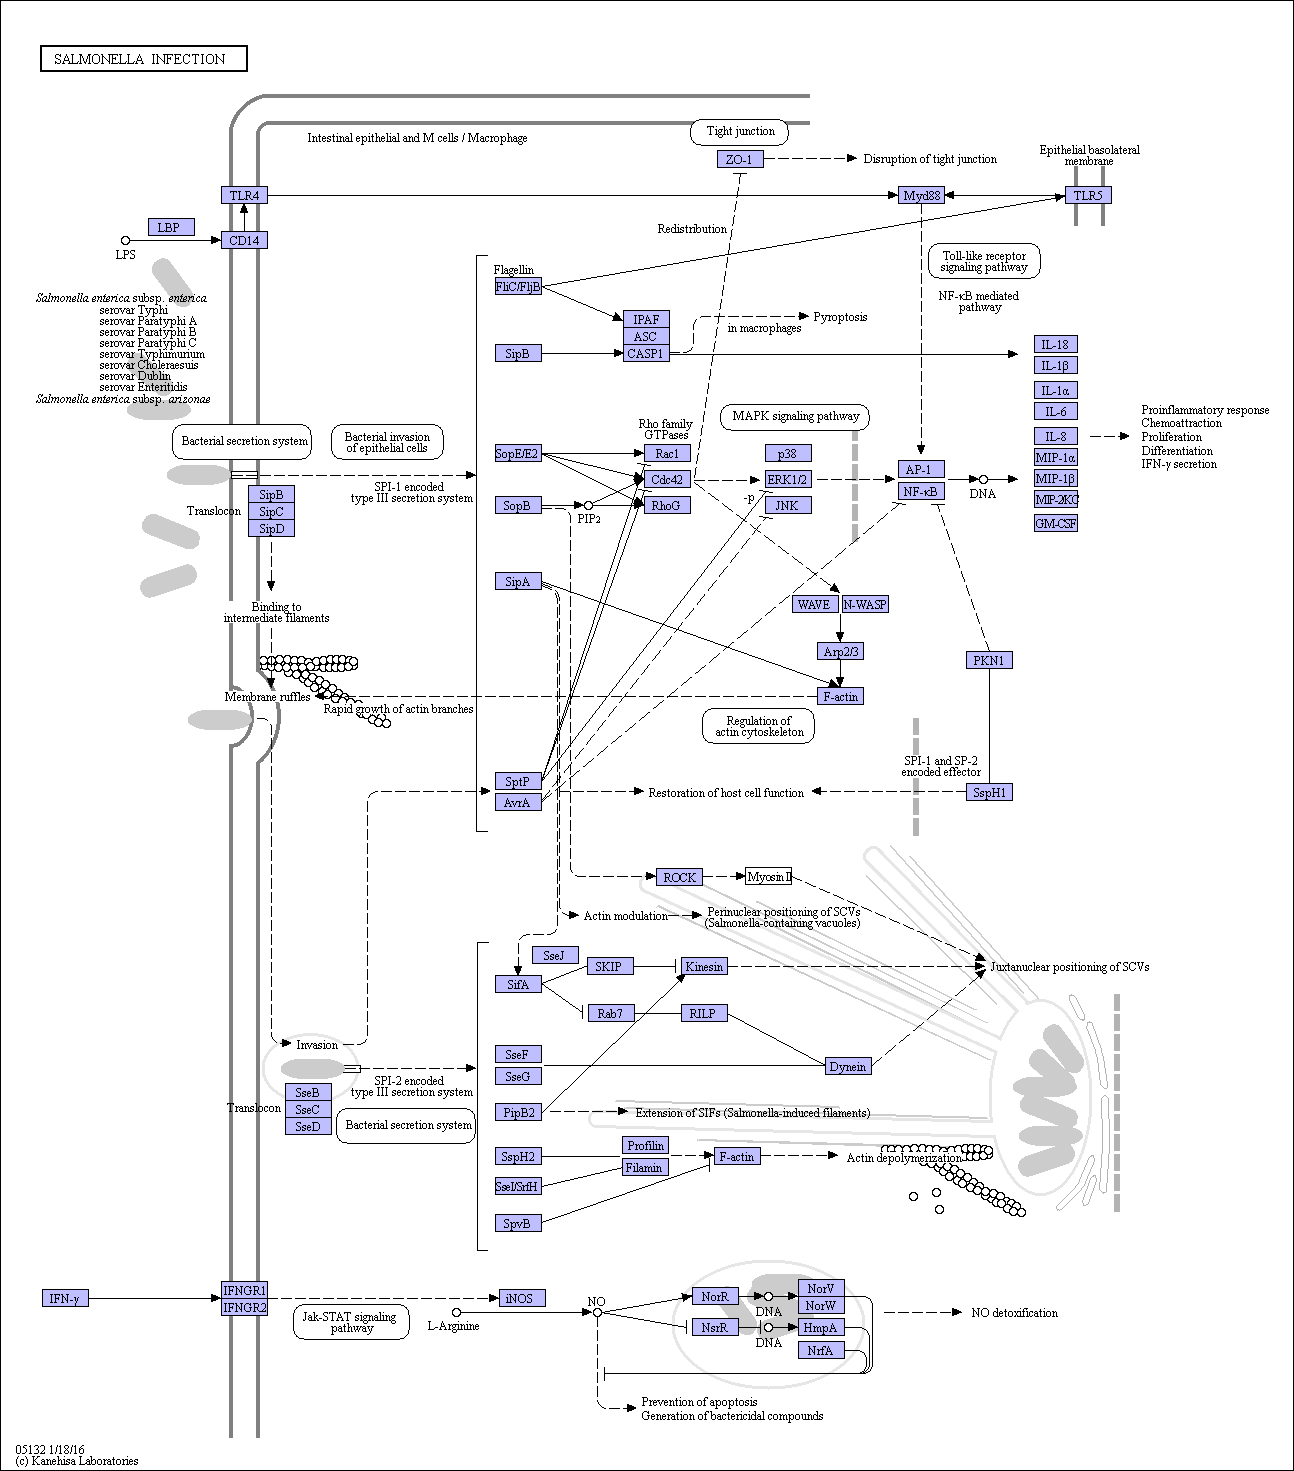 SALMONELLA INFECTION
Intestinal epithelial and M cells / Macrophage
Tight junction
ZO-1
Disruption of tight junction
Epithelial basolateral
membrane
TLR4
Myd88
TLR5
LBP
CD14
LPS
Redistribution
Toll-like receptor
signaling pathway
NF-κB mediated
pathway
Flagellin
FliC/FljB
Salmonella enterica subsp. enterica
serovar Typhi
serovar Paratyphi A
serovar Paratyphi B
serovar Paratyphi C
serovar Typhimurium
serovar Choleraesuis
serovar Dublin
serovar Enteritidis
Salmonella enterica subsp. arizonae
IPAF
ASC
CASP1
Pyroptosis
in macrophages
SipB
IL-18
IL-1β
IL-1α
IL-6
IL-8
MIP-1α
MIP-1β
MIP-2KC
GM-CSF
Proinflammatory response
Chemoattraction
Proliferation
Differentiation
IFN-γ secretion
Bacterial secretion system
Bacterial invasion
of epithelial cells
MAPK signaling pathway
Rho family
GTPases
SopE/E2
Rac1
Cdc42
RhoG
p38
ERK1/2
JNK
-p
AP-1
NF-κB
DNA
SPI-1 encoded
type III secretion system
SipB
SipC
SipD
Translocon
SopB
PIP2
SipA
Binding to
intermediate filaments
WAVE
N-WASP
Arp2/3
F-actin
PKN1
Membrane ruffles
Rapid growth of actin branches
Regulation of
actin cytoskeleton
SPI-1 and SP-2
encoded effector
SptP
AvrA
Restoration of host cell function
SspH1
ROCK
Myosin II
Actin modulation
Perinuclear positioning of SCVs
(Salmonella-containing vacuoles)
SseJ
SifA
SKIP
Kinesin
Juxtanuclear positioning of SCVs
Rab7
RILP
Invasion
SseF
SseG
Dynein
SPI-2 encoded
type III secretion system
SseB
SseC
SseD
Translocon
Bacterial secretion system
PipB2
Extension of SIFs (Salmonella-induced filaments)
SspH2
Profilin
Filamin
F-actin
Actin depolymerization
SseI/SrfH
SpvB
IFN-γ
IFNGR1
IFNGR2
iNOS
Jak-STAT signaling
pathway
L-Arginine
NO
NorR
DNA
NorV
NorW
NsrR
DNA
HmpA
NrfA
NO detoxification
Prevention of apoptosis
Generation of bactericidal compounds
05132 1/18/16
(c) Kanehisa Laboratories